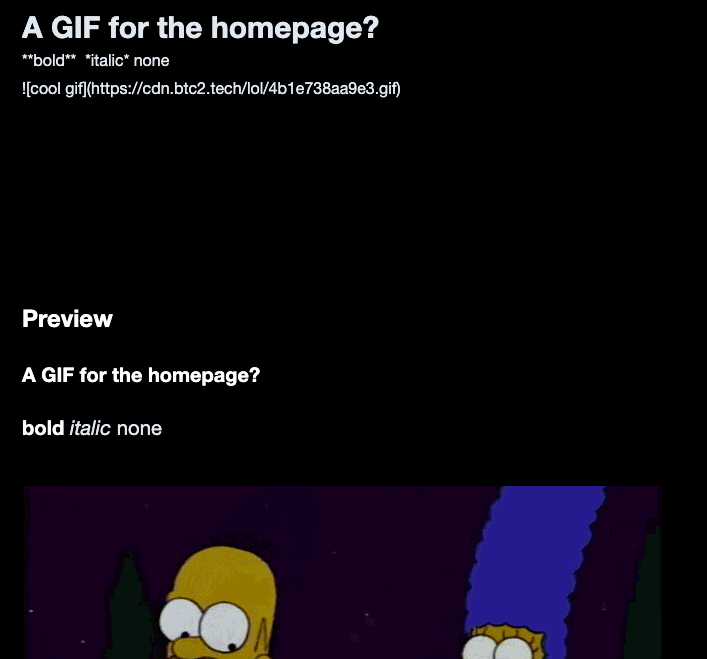 A GIF for the homepage?
**bold**  *italic* none
![cool gif](https://cdn.btc2.tech/lol/4b1e738aa9e3.gif)
Preview
A GIF for the homepage?
bold italic none